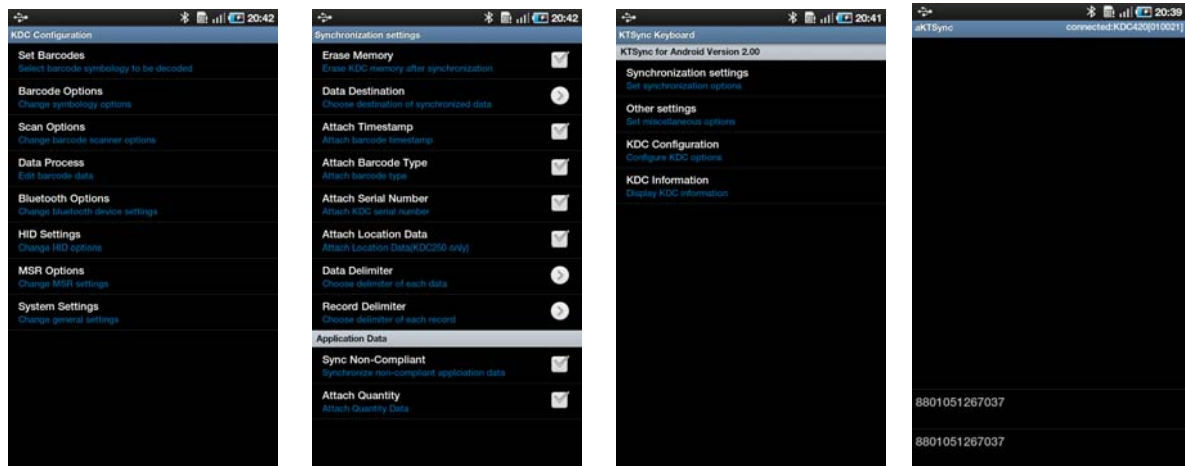 20:42
KDC Configuration
Set Barcodes
Select barcode symbology to be decoded
Barcode Options
Change symbology options
Scan Options
Change barcode scanner options
Data Process
Edit barcode data
Bluetooth Options
Change bluetooth device settings
HID Settings
Change HID options
MSR Options
Change MSR settings
System Settings
Change general settings
20:42
Synchronization settings
Erase Memory
Erase KDC memory after synchronization
Data Destination
Choose destination of synchronized data
Attach Timestamp
Attach barcode timestamp
Attach Barcode Type
Attach barcode type
Attach Serial Number
Attach KDC serial number
Attach Location Data
Attach Location Data(KDC250 only)
Data Delimiter
Choose delimiter of each data
Record Delimiter
Choose delimiter of each record
Application Data
Sync Non-Compliant
Synchronize non-compliant applciation data
Attach Quantity
Attach Quantity Data
20:41
KTSync Keyboard
KTSync for Android Version 2.00
Synchronization settings
Set synchronization options
Other settings
Set miscellaneous options
KDC Configuration
Configure KDC options
KDC Information
Display KDC information
20:39
aKTSync connected:KDC420[010021]
8801051267037
8801051267037